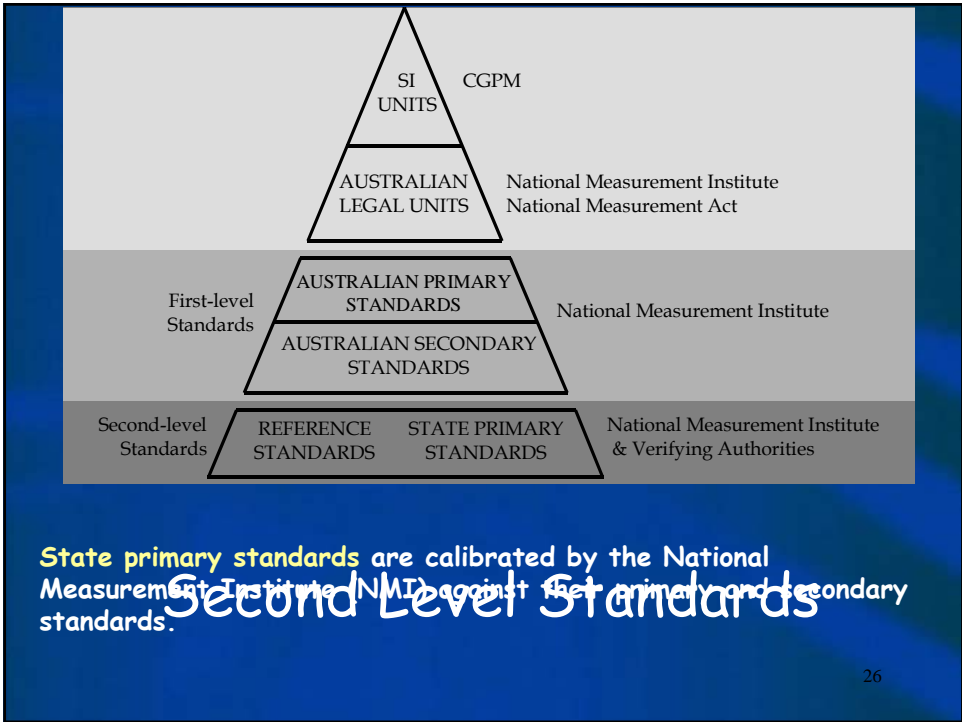 SI
UNITS
CGPM
AUSTRALIAN
LEGAL UNITS
National Measurement Institute
National Measurement Act
First-level
Standards
AUSTRALIAN PRIMARY
STANDARDS
National Measurement Institute
AUSTRALIAN SECONDARY
STANDARDS
Second-level
Standards
REFERENCE
STANDARDS
STATE PRIMARY
STANDARDS
National Measurement Institute
& Verifying Authorities
State primary standards are calibrated by the National
Measurement Institute (NMI) against their primary and secondary
standards.
Second Level Standards
26